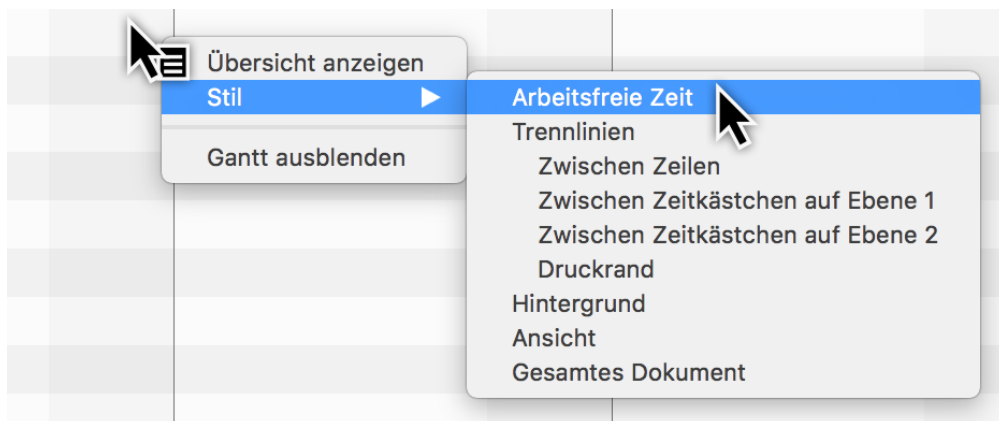 Übersicht anzeigen
Stil
Gantt ausblenden
Arbeitsfreie Zeit
Trennlinien
Zwischen Zeilen
Zwischen Zeitkästchen auf Ebene 1
Zwischen Zeitkästchen auf Ebene 2
Druckrand
Hintergrund
Ansicht
Gesamtes Dokument